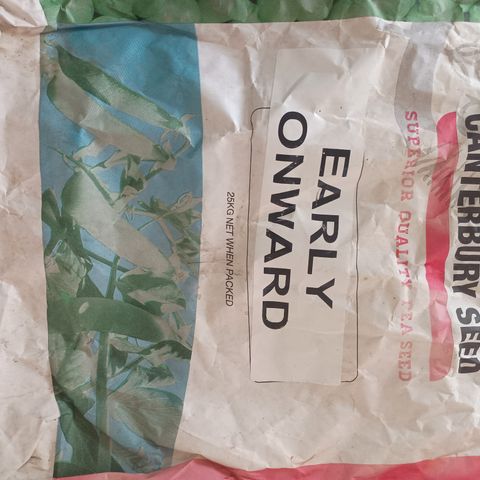 CANTERBURY SEED
SUPERIOR QUALITY PEA SEED
EARLY
ONWARD
25KG NET WHEN PACKED